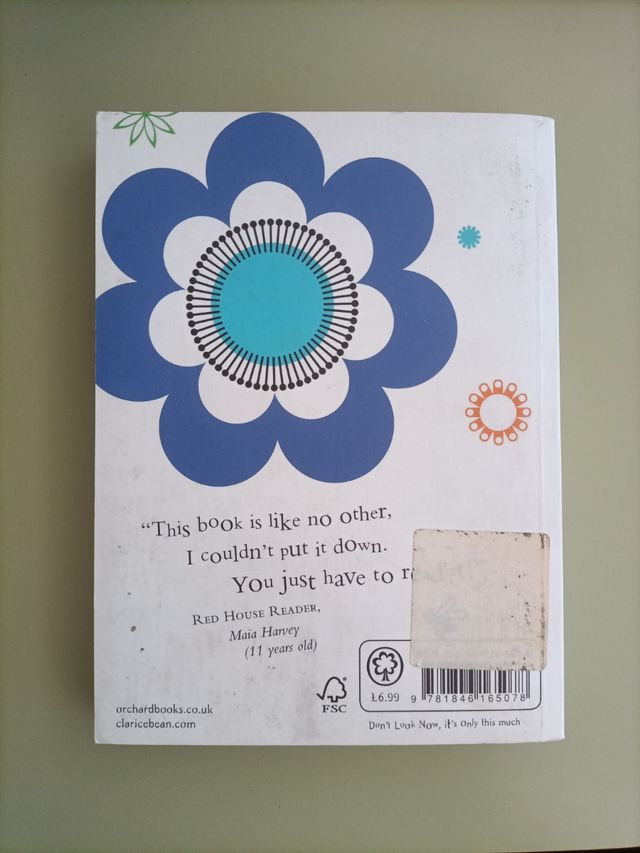 “This book is like no other,
I couldn't put it down.
You just have to read it!”
RED HOUSE READER,
Maia Harvey
(11 years old)
orchardbooks.co.uk
claricebean.com
FSC
£6.99
9 781846 165078
Don't Look Now, it's only this much